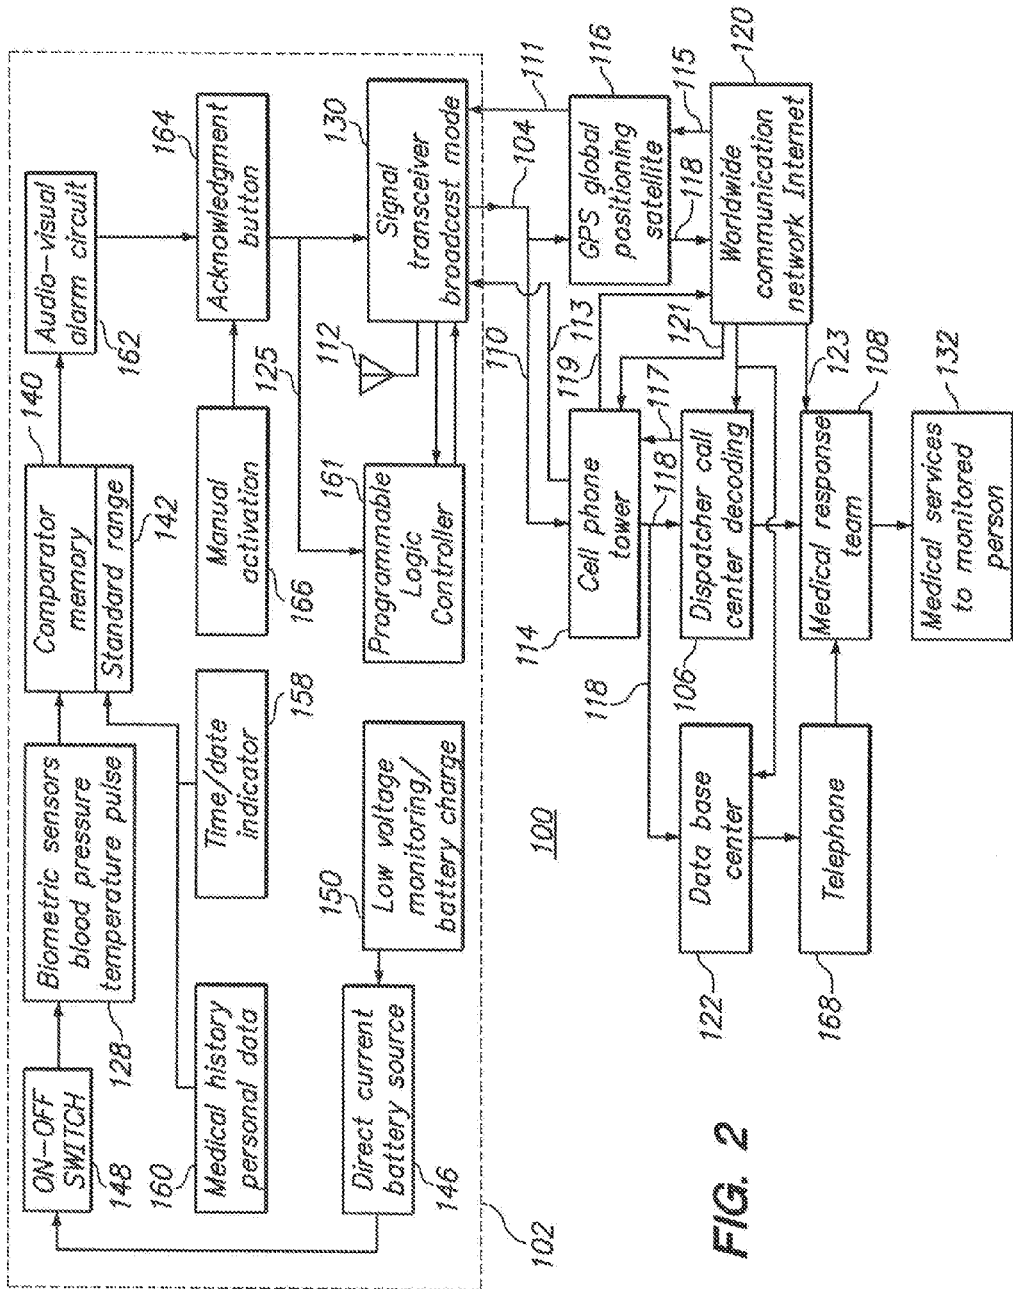 ON-OFF
SWITCH
148
Biometric sensors
blood pressure
temperature pulse
128
Comparator
memory
Standard range
140
142
Audio-visual
alarm circuit
162
Medical history
personal data
160
Time/date
indicator
158
Manual
activation
166
Acknowledgment
button
164
125
Direct current
battery source
146
Low voltage
monitoring/
battery charge
150
Programmable
Logic
Controller
161
112
Signal
transceiver
broadcast mode
130
102
100
104
111
110
113
119
Cell phone
tower
114
GPS global
positioning
satellite
116
118
118
117
118
115
121
Data base
center
122
Dispatcher call
center decoding
106
Worldwide
communication
network Internet
120
Telephone
168
Medical response
team
108
123
Medical services
to monitored
person
132
FIG. 2